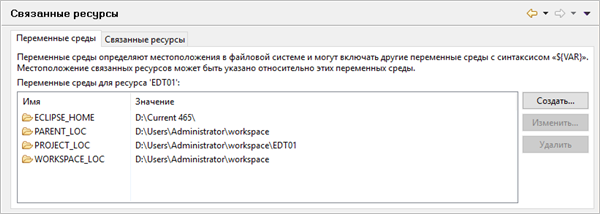 Связанные ресурсы
Переменные среды Связанные ресурсы
Переменные среды определяют местоположения в файловой системе и могут включать другие переменные среды с синтаксисом «${VAR}».
Местоположение связанных ресурсов может быть указано относительно этих переменных среды.
Переменные среды для ресурса 'EDT01':
Имя Значение Создать...
ECLIPSE_HOME D:\Current 465\
PARENT_LOC D:\Users\Administrator\workspace Изменить...
PROJECT_LOC D:\Users\Administrator\workspace\EDT01 Удалить
WORKSPACE_LOC D:\Users\Administrator\workspace